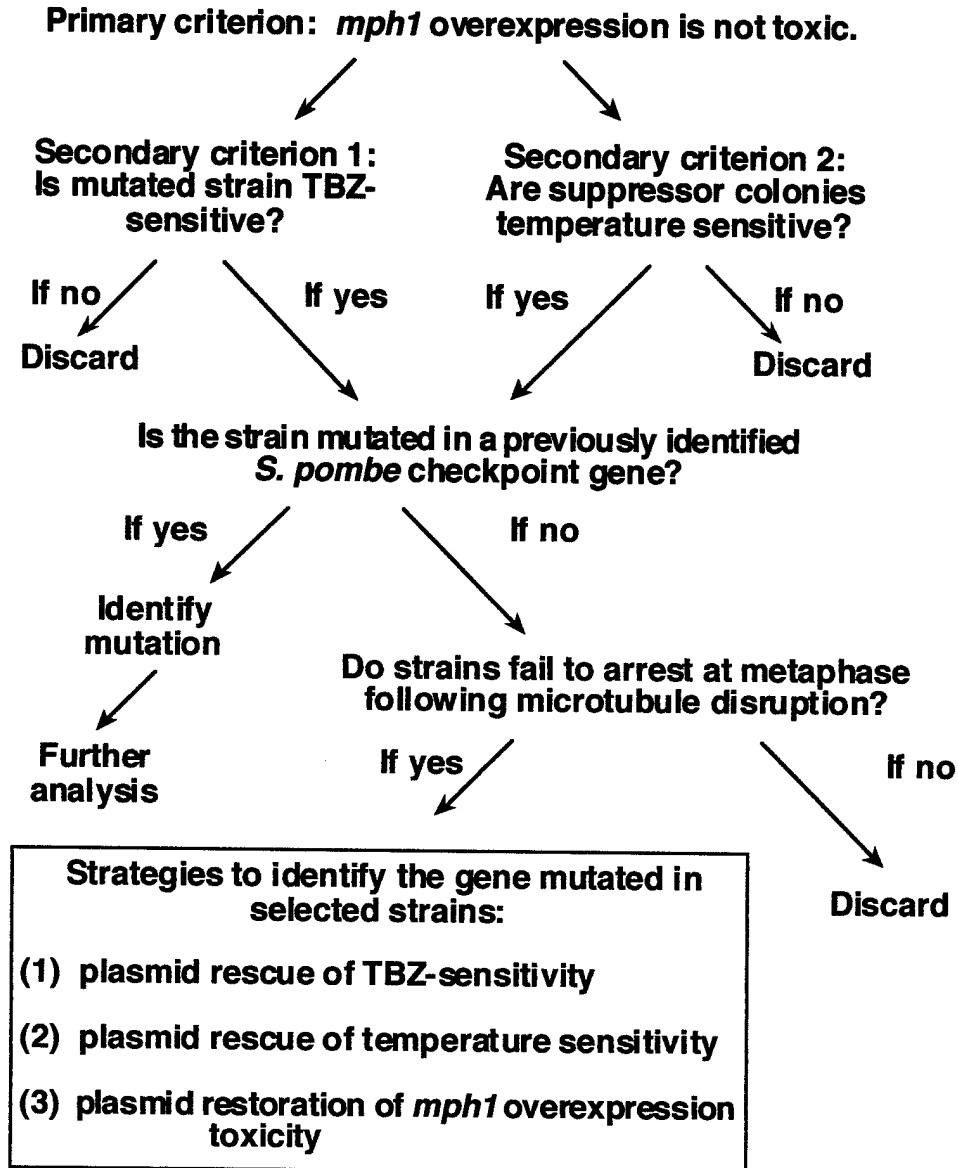 Primary criterion: mph1 overexpression is not toxic.
Secondary criterion 1:
Is mutated strain TBZ-
sensitive?
Secondary criterion 2:
Are suppressor colonies
temperature sensitive?
If no
If yes
If yes
If no
Discard
Discard
Is the strain mutated in a previously identified
S. pombe checkpoint gene?
If yes
If no
Identify
mutation
Do strains fail to arrest at metaphase
following microtubule disruption?
Further
analysis
If yes
If no
Strategies to identify the gene mutated in
selected strains:
(1) plasmid rescue of TBZ-sensitivity
(2) plasmid rescue of temperature sensitivity
(3) plasmid restoration of mph1 overexpression
toxicity
Discard